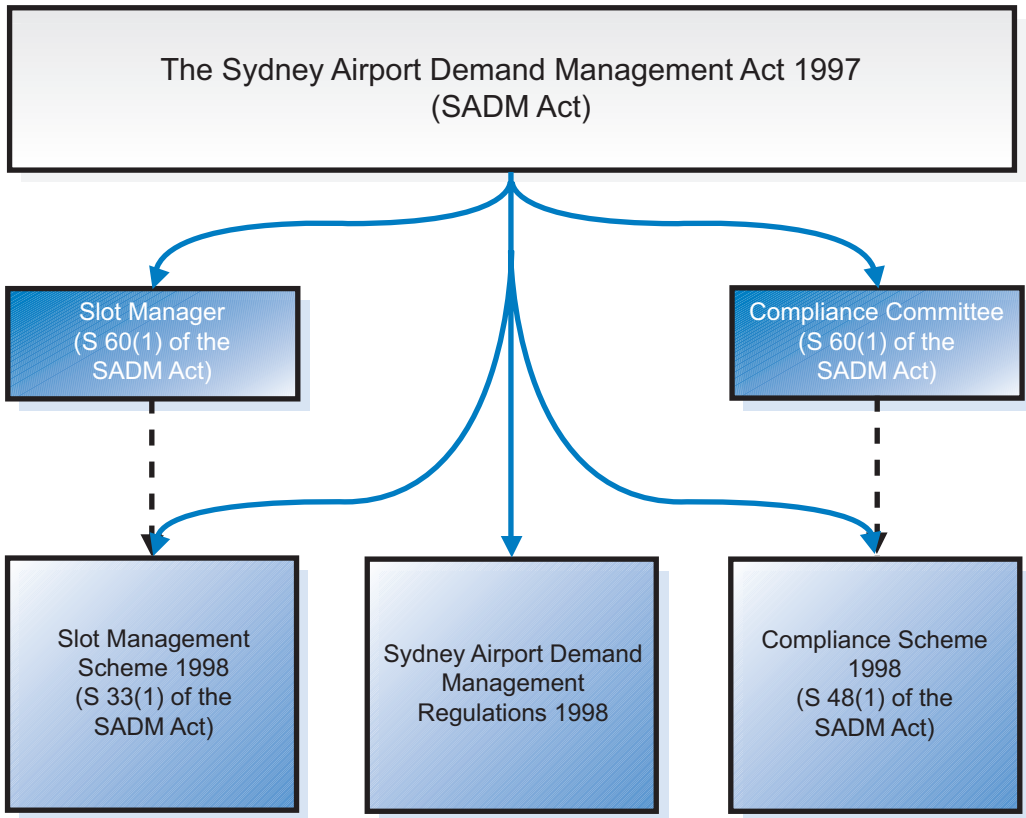 The Sydney Airport Demand Management Act 1997
(SADM Act)
Slot Manager
(S 60(1) of the
SADM Act)
Compliance Committee
(S 60(1) of the
SADM Act)
Slot Management
Scheme 1998
(S 33(1) of the
SADM Act)
Sydney Airport Demand
Management
Regulations 1998
Compliance Scheme
1998
(S 48(1) of the
SADM Act)